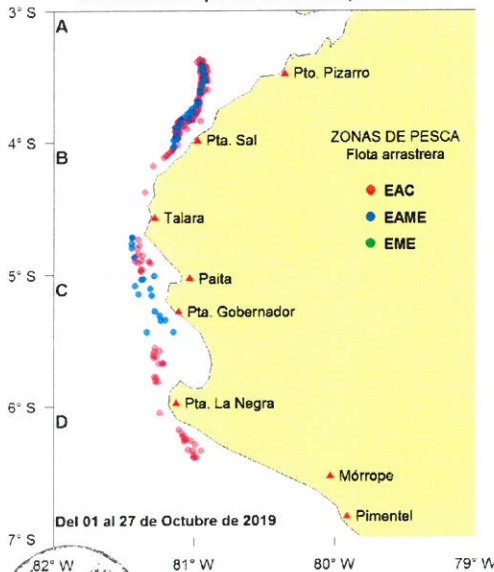 3° S
A
Pto. Pizarro
4° S
Pta. Sal
B
ZONAS DE PESCA
Flota arrastrera
EAC
EAME
EME
Talara
5° S
Paita
C
Pta. Gobernador
6° S
Pta. La Negra
D
Mórrope
Del 01 al 27 de Octubre de 2019
Pimentel
7° S
82° W
81° W
80° W
79° W